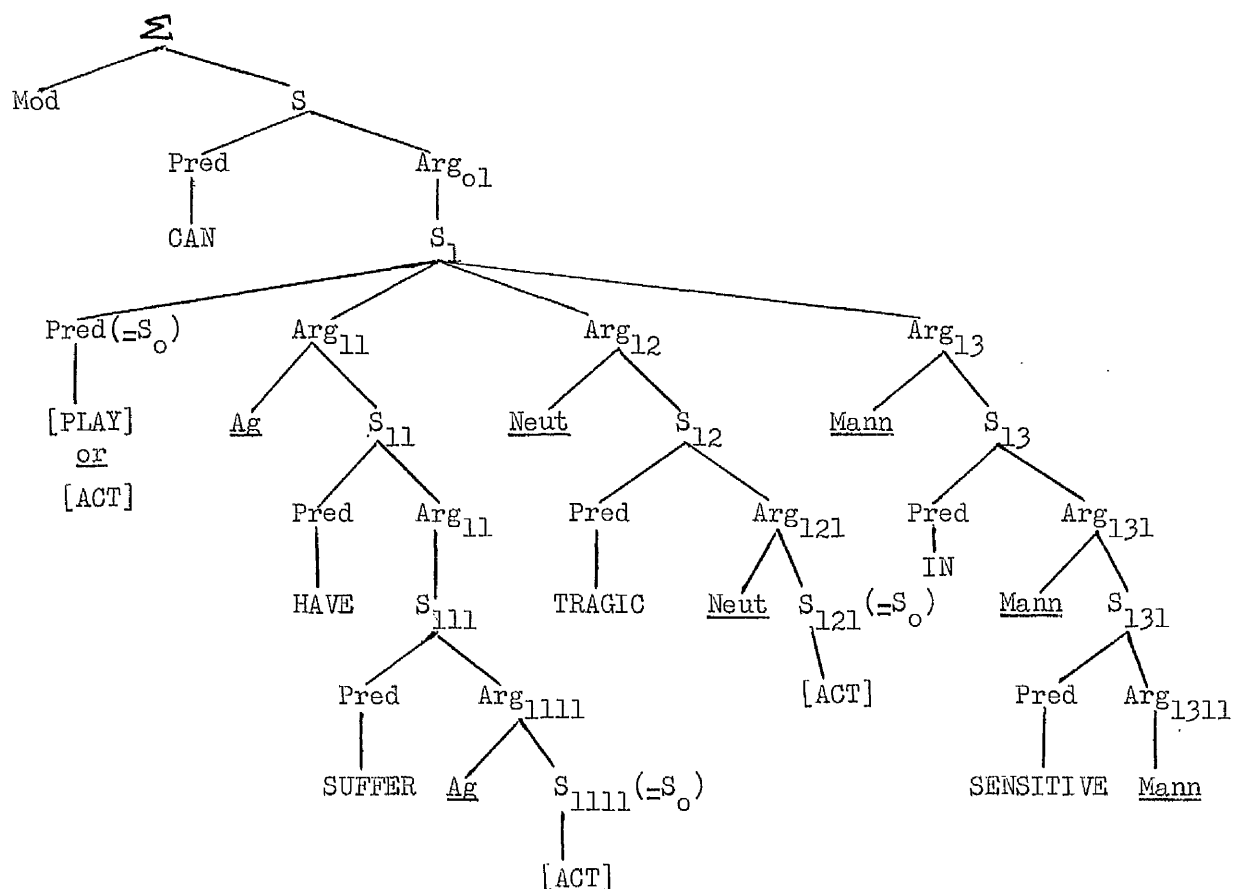 Σ
Mod S
Pred Arg₀₁
CAN S₁
Pred(=S₀) Arg₁₁ Arg₁₂ Arg₁₃
[PLAY] Ag S₁₁ Neut S₁₂ Mann S₁₃
or
[ACT] Pred Arg₁₁ Pred Arg₁₂₁ Pred Arg₁₃₁
IN
HAVE S₁₁₁ TRAGIC Neut S₁₂₁(=S₀) Mann S₁₃₁
Pred Arg₁₁₁₁ [ACT] Pred Arg₁₃₁₁
SUFFER Ag S₁₁₁₁(=S₀) SENSITIVE Mann
[ACT]